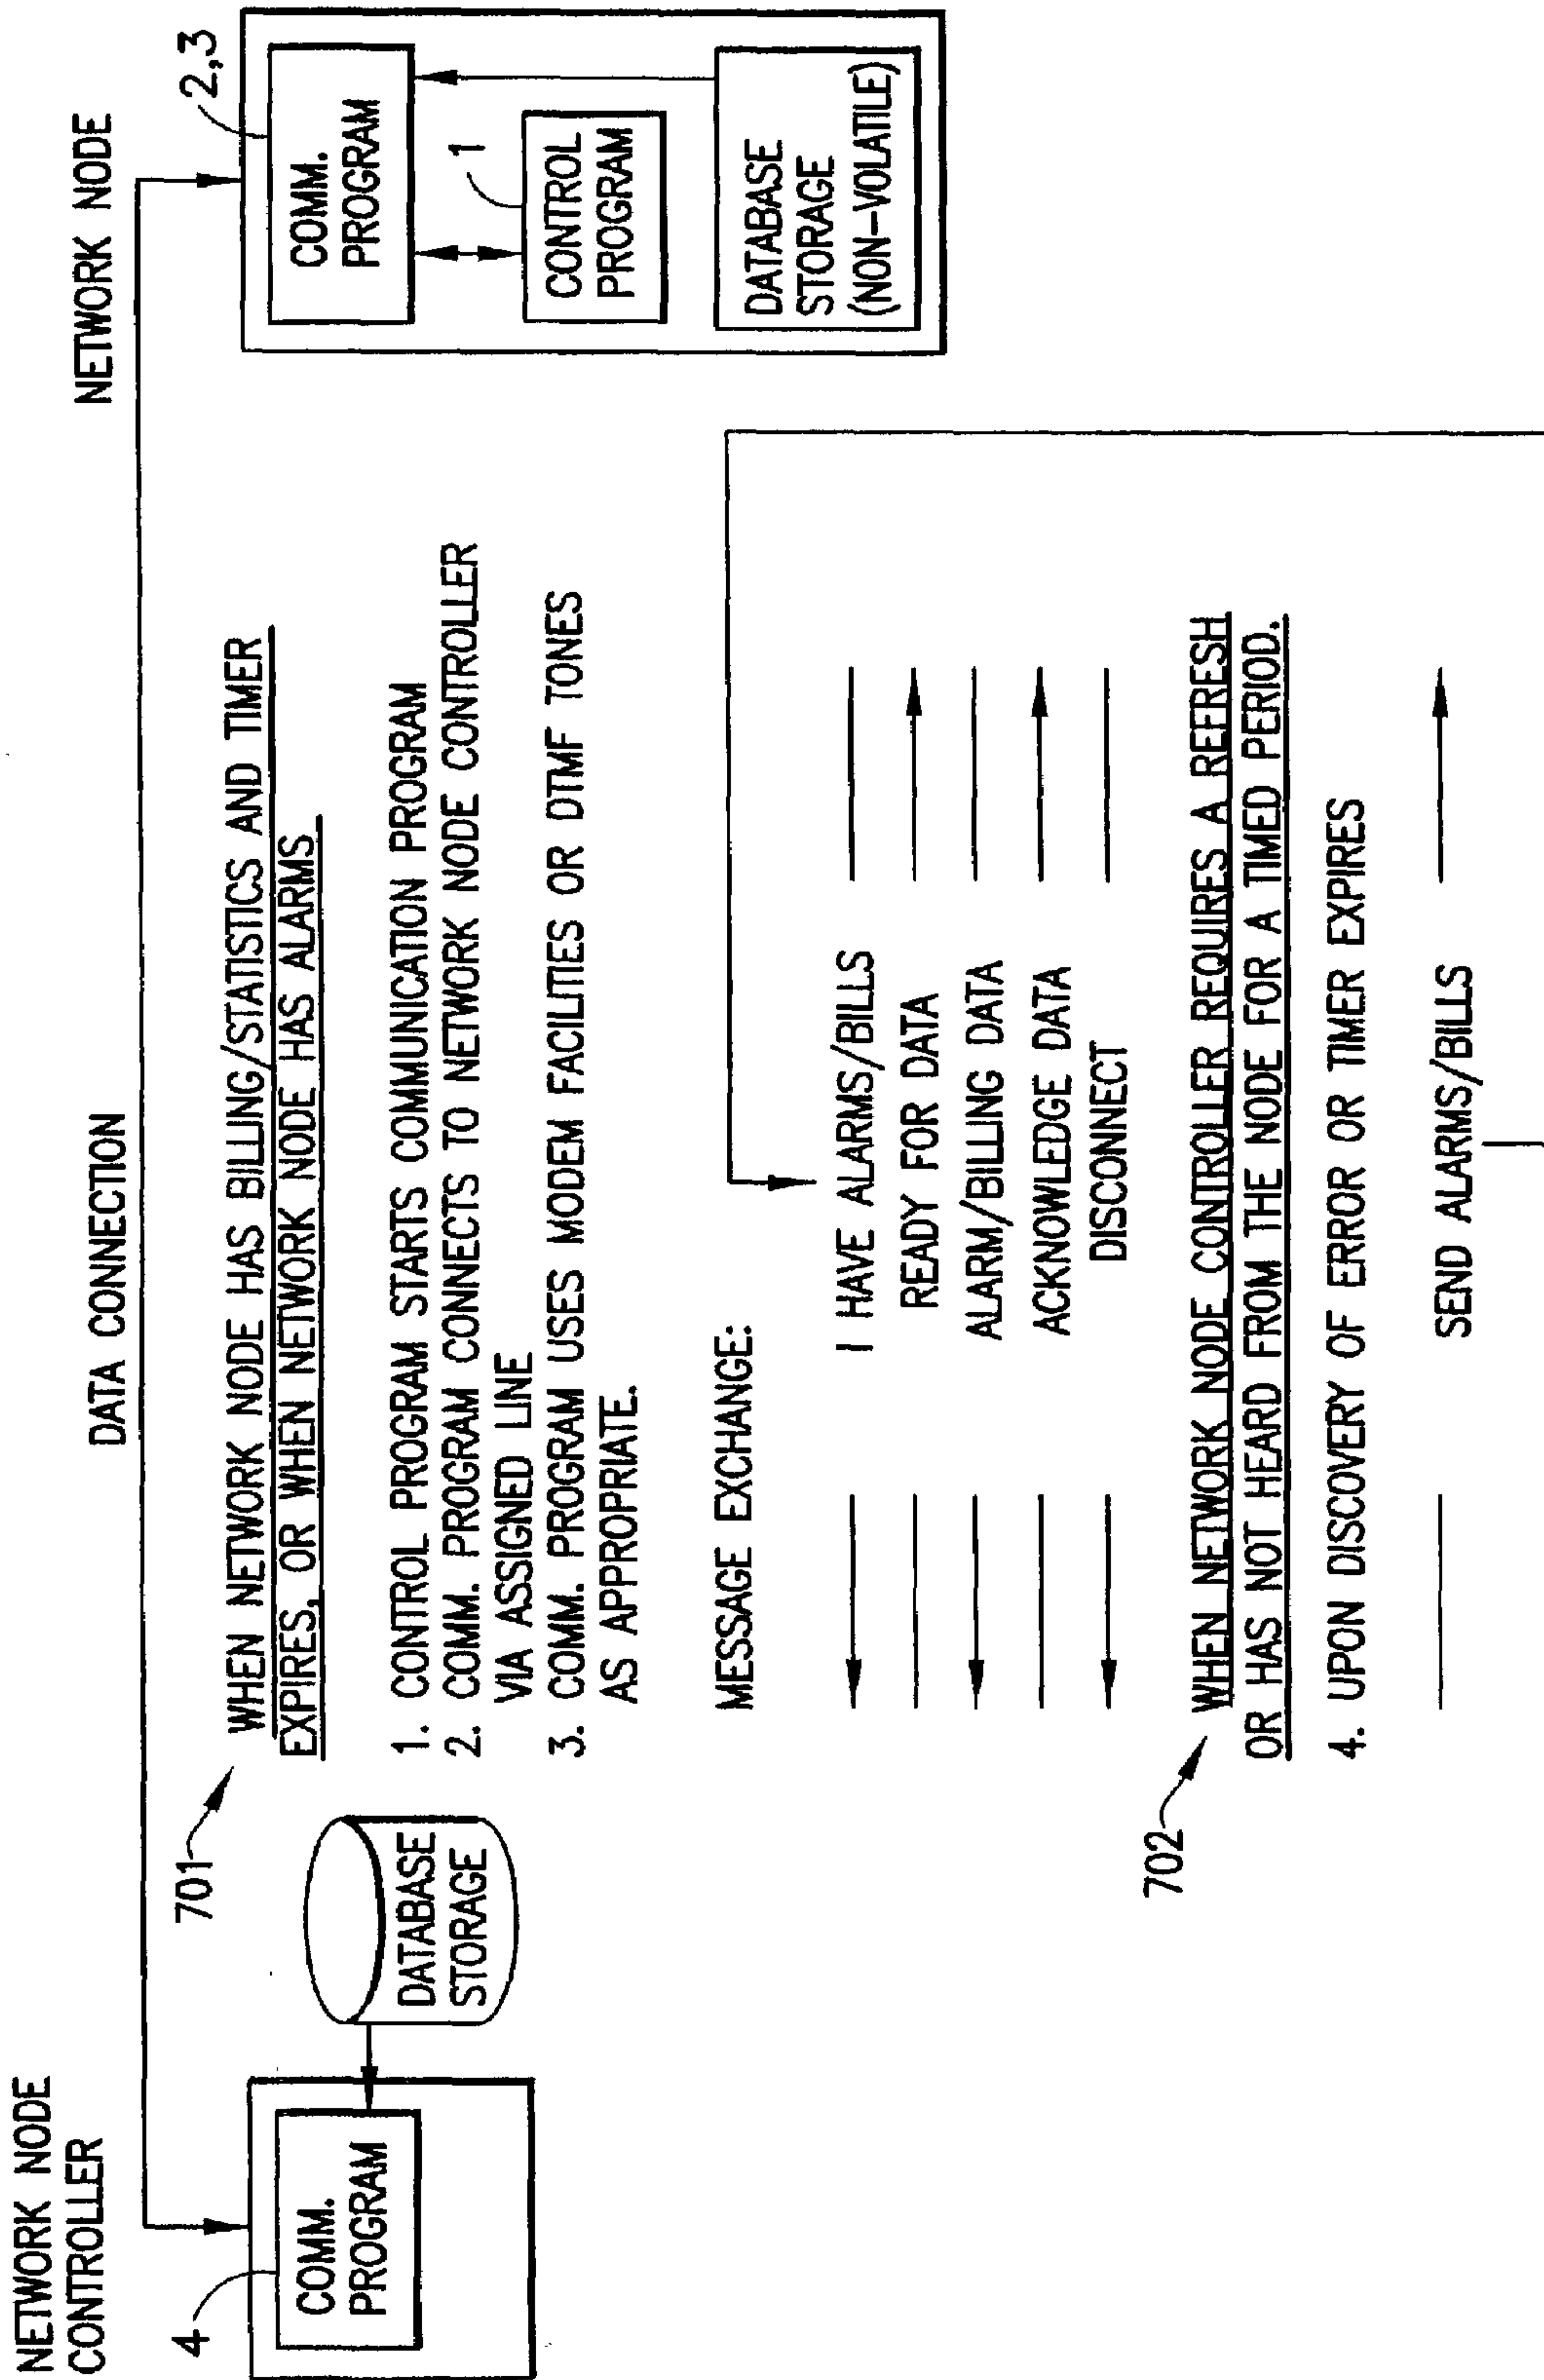 NETWORK NODE
CONTROLLER
DATA CONNECTION
NETWORK NODE
4
COMM.
PROGRAM
DATABASE
STORAGE
701
WHEN NETWORK NODE HAS BILLING/STATISTICS AND TIMER
EXPIRES, OR WHEN NETWORK NODE HAS ALARMS
1. CONTROL PROGRAM STARTS COMMUNICATION PROGRAM
2. COMM. PROGRAM CONNECTS TO NETWORK NODE CONTROLLER
VIA ASSIGNED LINE
3. COMM. PROGRAM USES MODEM FACILITIES OR DTMF TONES
AS APPROPRIATE.
2,3
COMM.
PROGRAM
1
CONTROL
PROGRAM
DATABASE
STORAGE
(NON-VOLATILE)
MESSAGE EXCHANGE:
I HAVE ALARMS/BILLS
READY FOR DATA
ALARM/BILLING DATA
ACKNOWLEDGE DATA
DISCONNECT
702
WHEN NETWORK NODE CONTROLLER REQUIRES A REFRESH
OR HAS NOT HEARD FROM THE NODE FOR A TIMED PERIOD.
4. UPON DISCOVERY OF ERROR OR TIMER EXPIRES
SEND ALARMS/BILLS